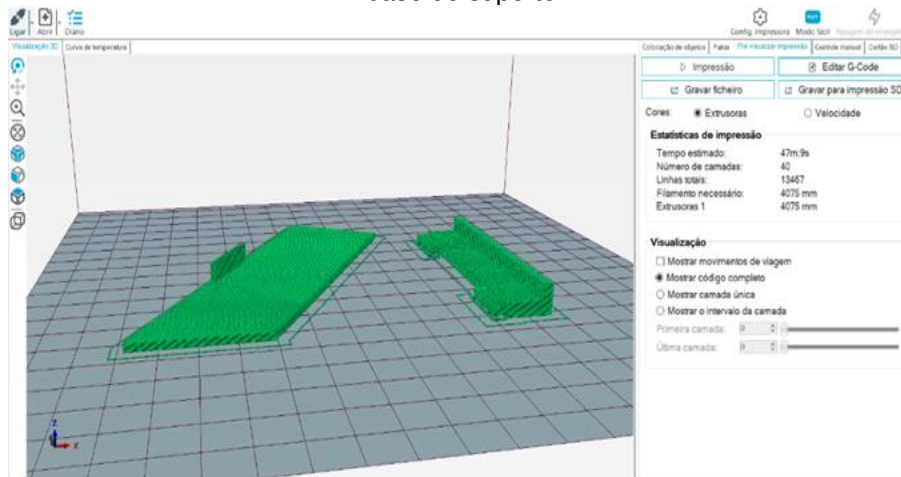 Ligar
Abrir
Diário
Config. impressora
Modo fácil
Visualização 3D
Curva de temperatura
Colocação de objetos
Fatiar
Pré-visualizar impressão
Controle manual
Cartão SD
Impressão
Editar G-Code
Gravar ficheiro
Gravar para impressão SD
Cores:
Extrusoras
Velocidade
Estatísticas de impressão
Tempo estimado: 47m:9s
Número de camadas: 40
Linhas totais: 13467
Filamento necessário: 4075 mm
Extrusoras 1 4075 mm
Visualização
Mostrar movimentos de viagem
Mostrar código completo
Mostrar camada única
Mostrar o intervalo da camada
Primeira camada: 0
Última camada: 0
Z
X